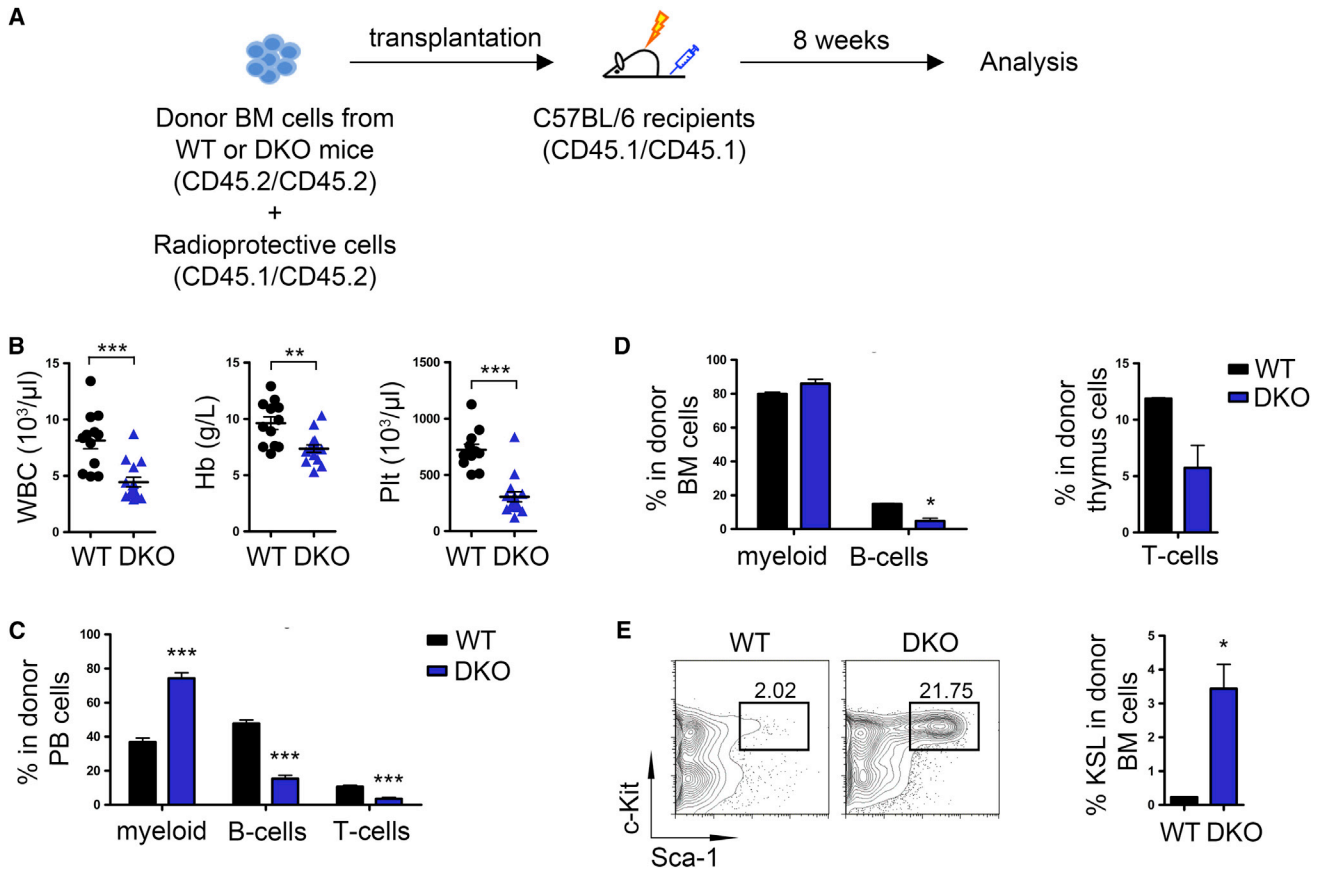 A
transplantation
8 weeks
Analysis
Donor BM cells from
WT or DKO mice
(CD45.2/CD45.2)
+
Radioprotective cells
(CD45.1/CD45.2)
C57BL/6 recipients
(CD45.1/CD45.1)
B
WBC (10³/µl)
15
10
5
0
***
WT DKO
Hb (g/L)
15
10
5
0
**
WT DKO
Plt (10³/µl)
1500
1000
500
0
***
WT DKO
C
% in donor
PB cells
100
80
60
40
20
0
***
***
***
myeloid B-cells T-cells
WT
DKO
D
% in donor
BM cells
80
60
40
20
0
100
*
myeloid B-cells
% in donor
thymus cells
15
10
5
0
T-cells
WT
DKO
E
WT
DKO
2.02
21.75
c-Kit
Sca-1
% KSL in donor
BM cells
5
4
3
2
1
0
*
WT DKO